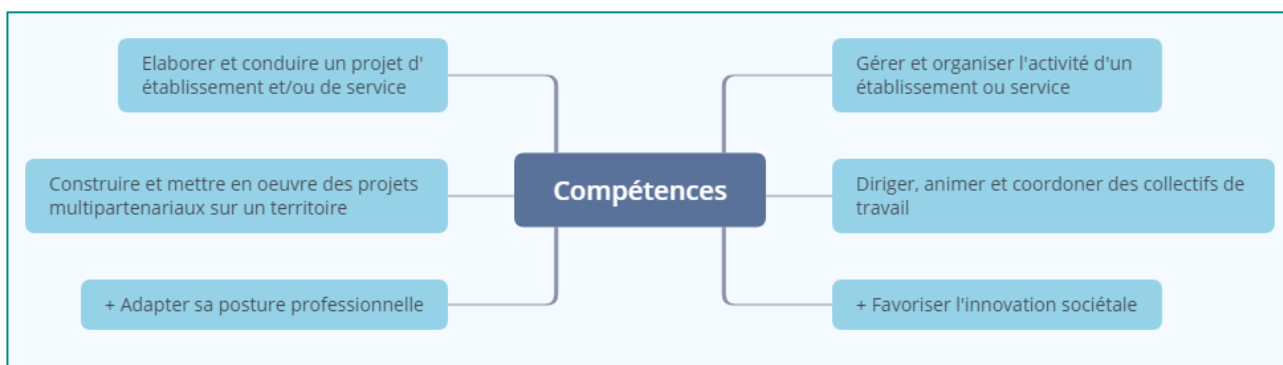 Elaborer et conduire un projet d'
établissement et/ou de service
Construire et mettre en oeuvre des projets
multipartenariaux sur un territoire
+ Adapter sa posture professionnelle
Compétences
Gérer et organiser l'activité d'un
établissement ou service
Diriger, animer et coordoner des collectifs de
travail
+ Favoriser l'innovation sociétale